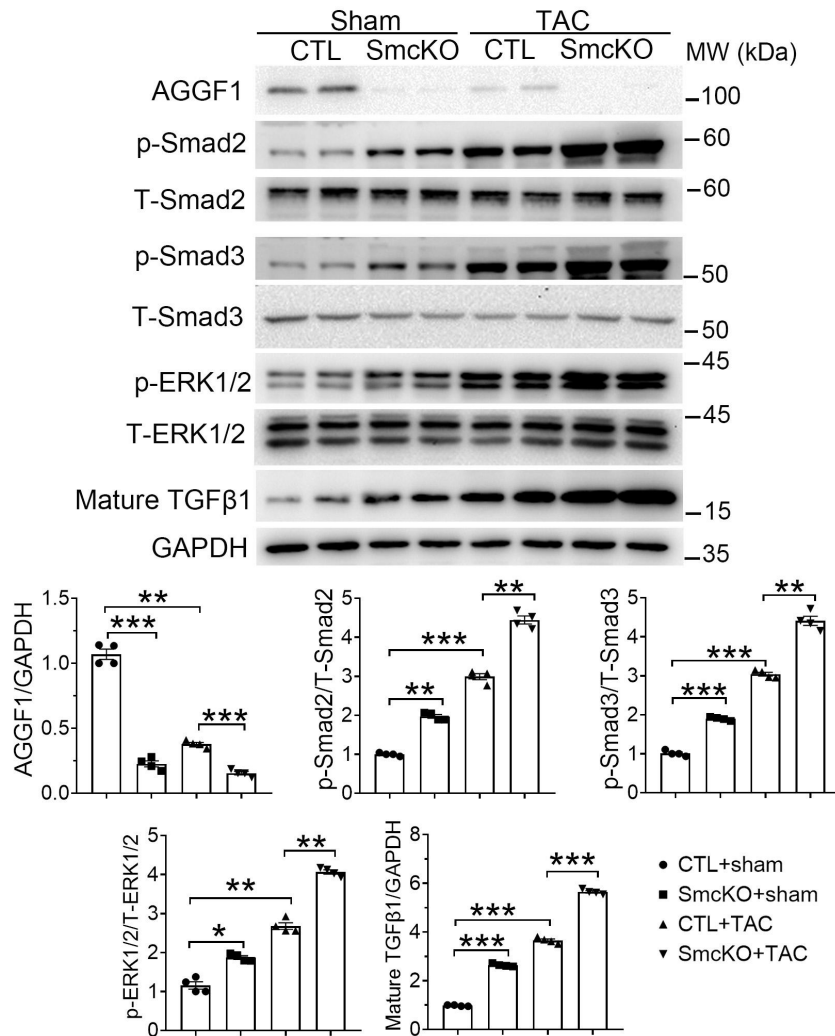 Sham TAC
CTL SmcKO CTL SmcKO MW (kDa)
AGGF1 100
p-Smad2 60
T-Smad2 60
p-Smad3 50
T-Smad3 50
p-ERK1/2 45
T-ERK1/2 45
Mature TGFβ1 15
GAPDH 35
AGGF1/GAPDH
1.5
1.0
0.5
0.0
**
***
***
p-Smad2/T-Smad2
5
4
3
2
1
0
**
***
**
p-Smad3/T-Smad3
5
4
3
2
1
0
**
***
***
p-ERK1/2/T-ERK1/2
5
4
3
2
1
0
**
**
*
Mature TGFβ1/GAPDH
8
6
4
2
0
***
***
***
CTL+sham
SmcKO+sham
CTL+TAC
SmcKO+TAC